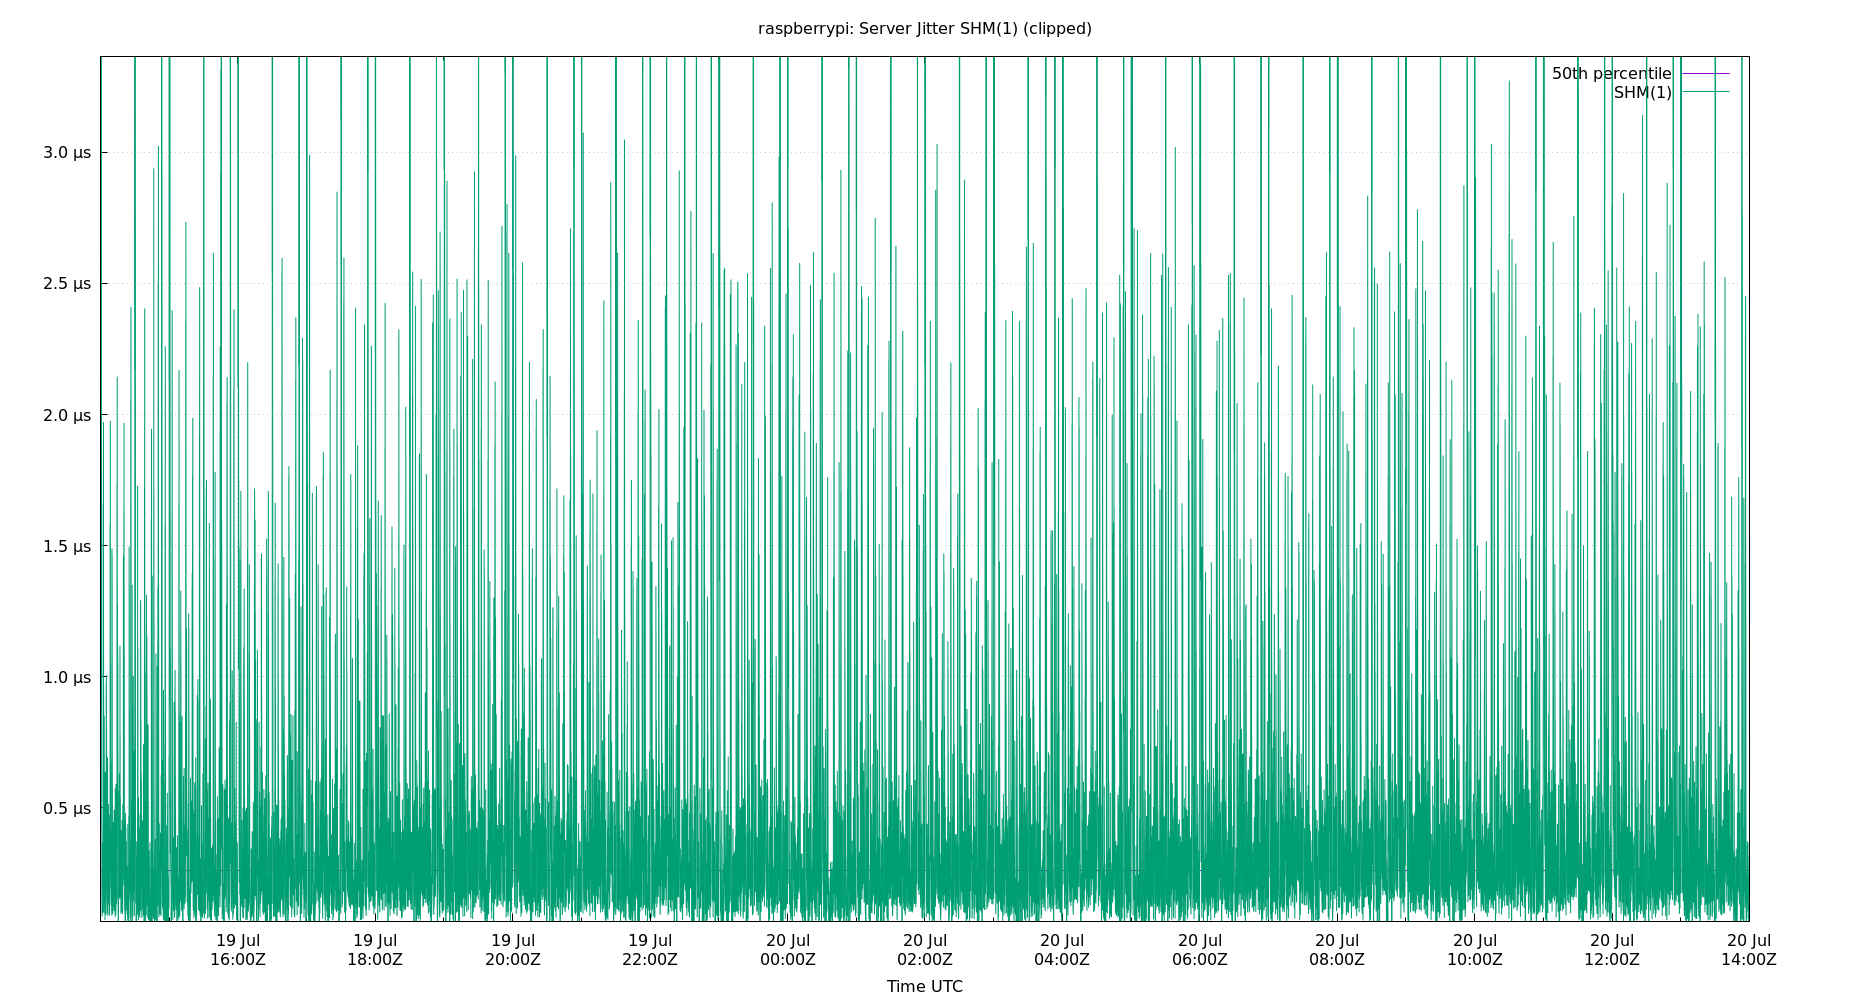 raspberrypi: Server Jitter SHM(1) (clipped)
50th percentile
SHM(1)
3.0 µs
2.5 µs
2.0 µs
1.5 µs
1.0 µs
0.5 µs
19 Jul 19 Jul 19 Jul 19 Jul 20 Jul 20 Jul 20 Jul 20 Jul 20 Jul 20 Jul 20 Jul 20 Jul
16:00Z 18:00Z 20:00Z 22:00Z 00:00Z 02:00Z 04:00Z 06:00Z 08:00Z 10:00Z 12:00Z 14:00Z
Time UTC